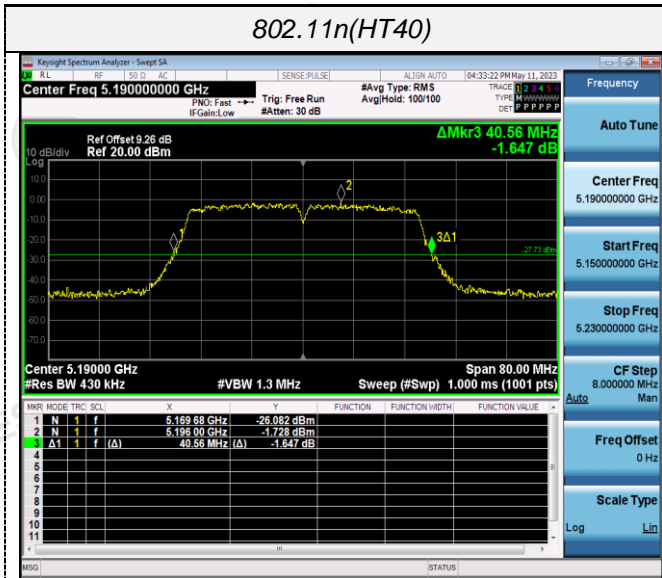 802.11n(HT40)
Keysight Spectrum Analyzer - Swept SA
RL RF 50 Ω AC SENSE:PULSE ALIGN AUTO 04:33:22 PM May 11, 2023
Center Freq 5.190000000 GHz
PNO: Fast
IFGain:Low
Trig: Free Run
#Atten: 30 dB
#Avg Type: RMS
Avg|Hold: 100/100
TRACE 1 2 3 4 5 6
TYPE M W W W W W
DET P P P P P P
Ref Offset 9.26 dB
Ref 20.00 dBm
10 dB/div
Log
ΔMkr3 40.56 MHz
-1.647 dB
10.0
0.00
-10.0
-20.0
-30.0
-40.0
-50.0
-60.0
-70.0
1
2
3Δ1
-27.73 dBm
Center 5.19000 GHz
Span 80.00 MHz
#Res BW 430 kHz
#VBW 1.3 MHz
Sweep (#Swp) 1.000 ms (1001 pts)
MKR MODE TRC SCL X Y FUNCTION FUNCTION WIDTH FUNCTION VALUE
1 N 1 f 5.169 68 GHz -26.082 dBm
2 N 1 f 5.196 00 GHz -1.728 dBm
3 Δ1 1 f (Δ) 40.56 MHz (Δ) -1.647 dB
4
5
6
7
8
9
10
11
MSG
STATUS
Frequency
Auto Tune
Center Freq
5.190000000 GHz
Start Freq
5.150000000 GHz
Stop Freq
5.230000000 GHz
CF Step
8.000000 MHz
Auto Man
Freq Offset
0 Hz
Scale Type
Log Lin